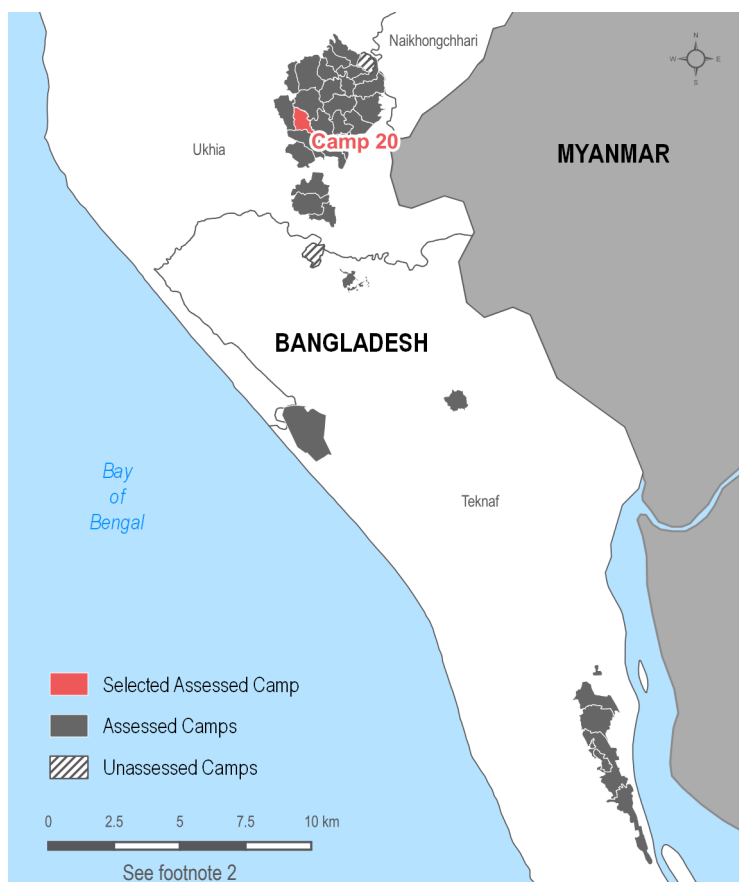 Naikhongchhari
N
W
E
S
Camp 20
Ukhia
MYANMAR
BANGLADESH
Bay
of
Bengal
Teknaf
Selected Assessed Camp
Assessed Camps
Unassessed Camps
0 2.5 5 7.5 10 km
See footnote 2